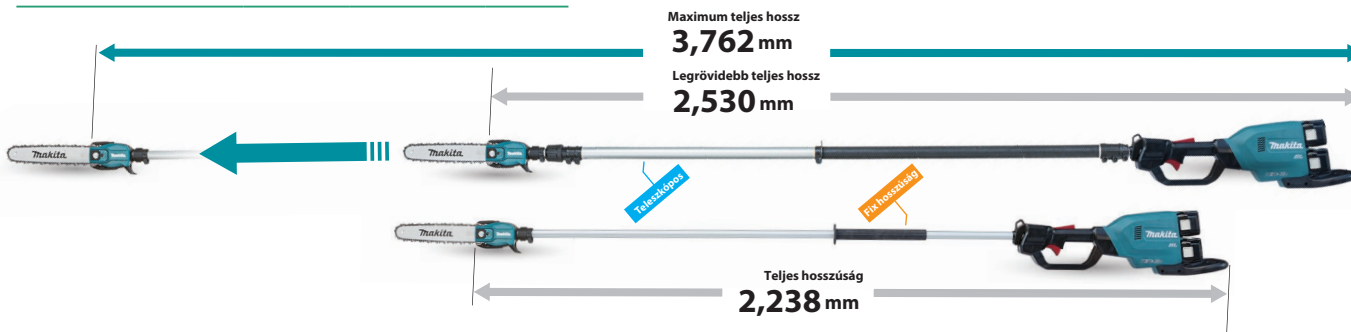 Maximum teljes hossz
3,762 mm
Legrövidebb teljes hossz
2,530 mm
makita
makita
Teleszkópos
Fix hosszúság
makita
makita
makita
Teljes hosszúság
2,238 mm